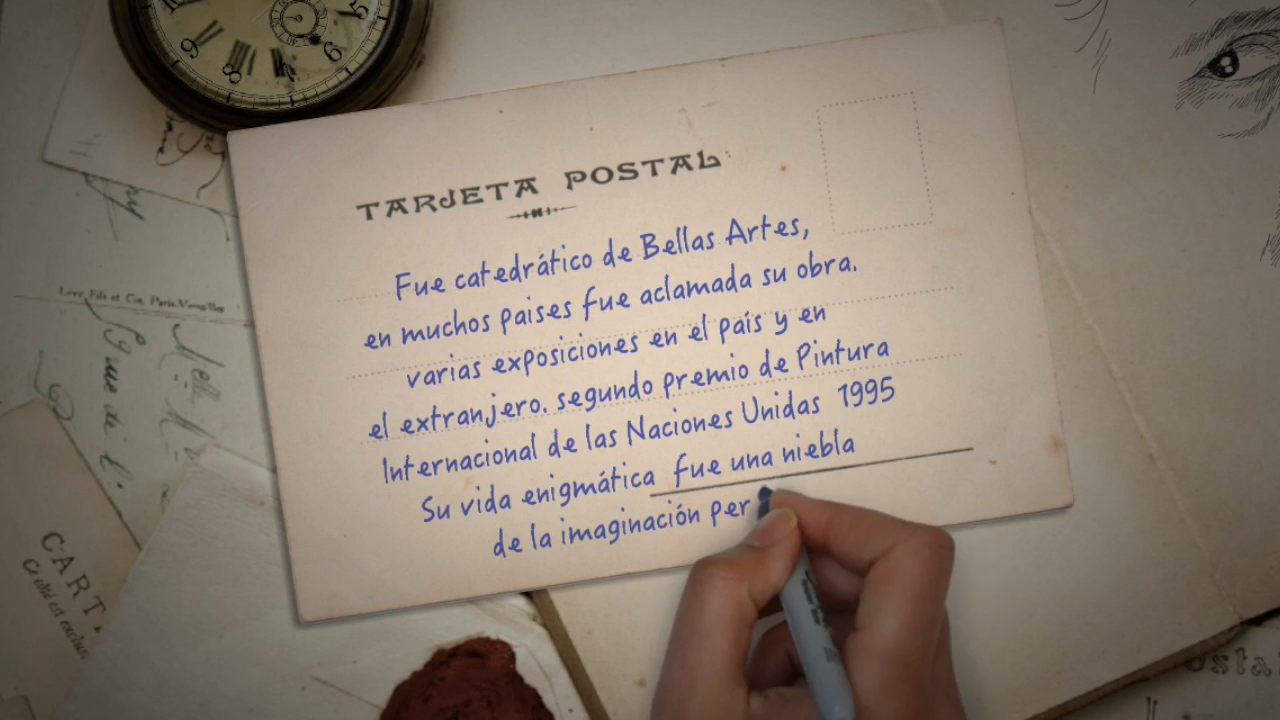 TARJETA POSTAL
Fue catedrático de Bellas Artes,
en muchos paises fue aclamada su obra.
varias exposiciones en el país y en
el extranjero. segundo premio de Pintura
Internacional de las Naciones Unidas 1995
Su vida enigmática fue una niebla
de la imaginación per
CARTE